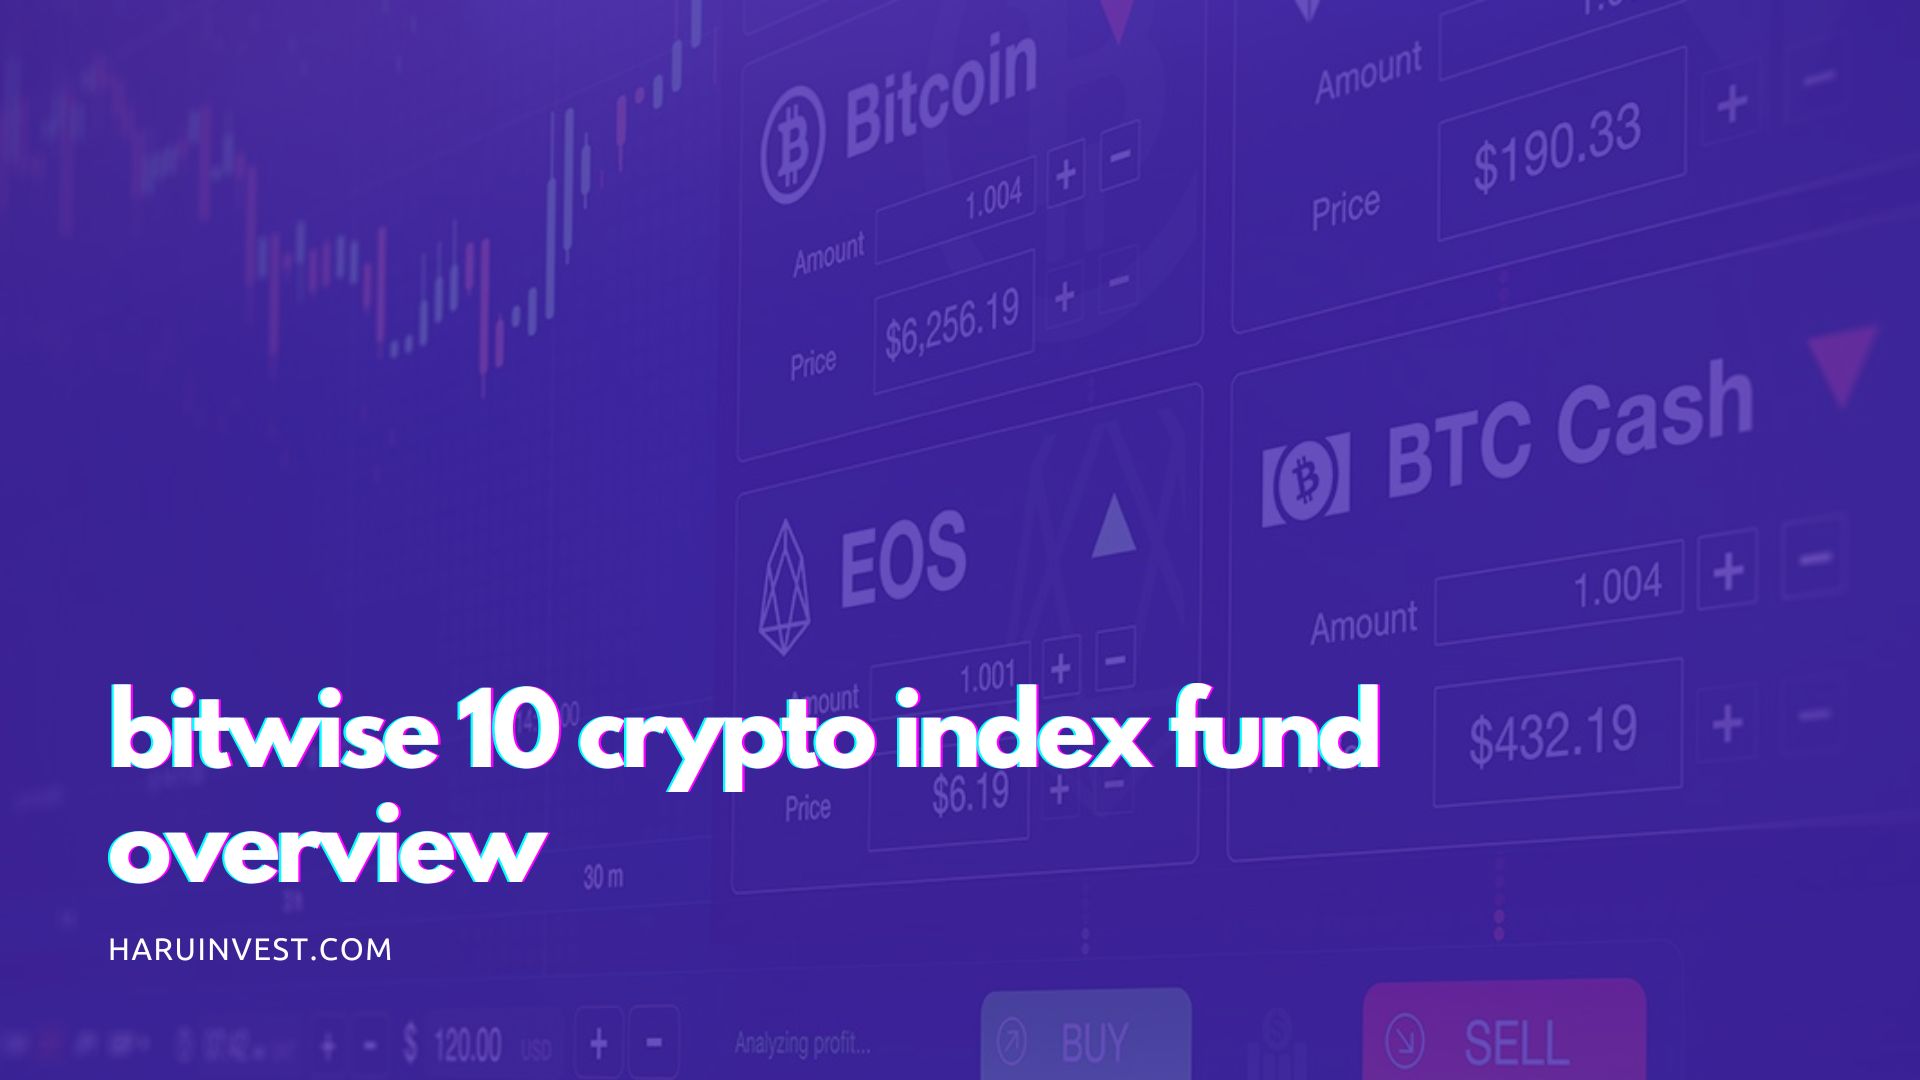 Bitcoin
Amount
1.004
+
−
Price
$6,256.19
+
−
Amount
$190.33
+
−
Price
EOS
1.001
+
−
Amount
$6.19
+
−
Price
BTC Cash
1.004
+
−
Amount
$432.19
+
−
bitwise 10 crypto index fund
overview
30 m
HARUINVEST.COM
+ -
$ 120.00 USD
+ -
Analyzing profit...
BUY
SELL